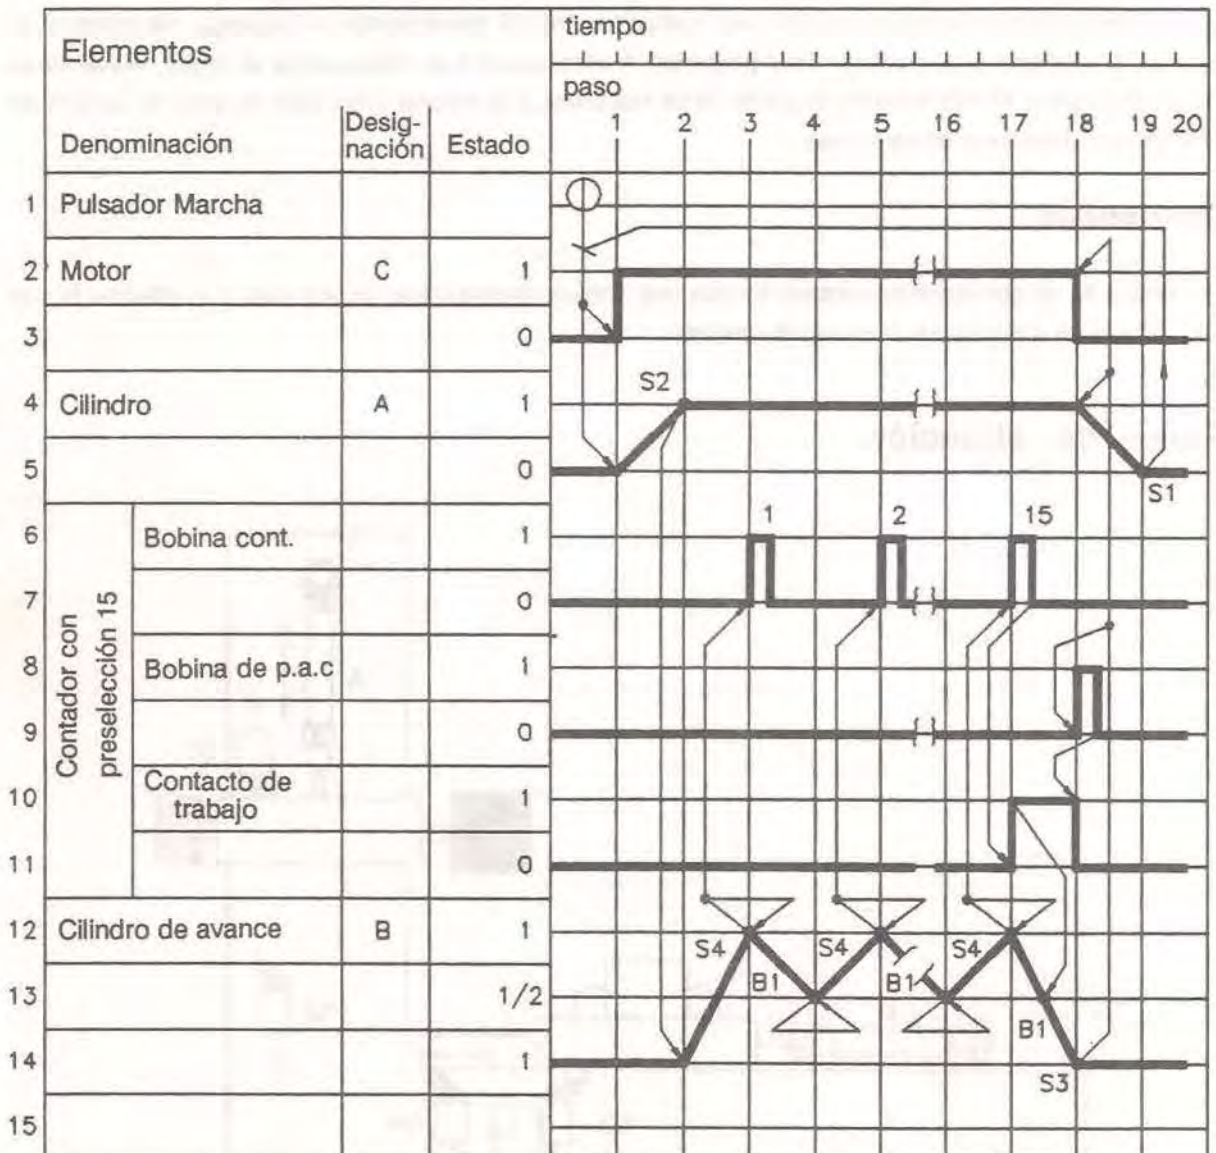 Elementos
tiempo
paso
Denominación
Desig-
nación
Estado
1 2 3 4 5 16 17 18 19 20
1 Pulsador Marcha
2 Motor C 1
3 0
S2
4 Cilindro A 1
5 0
S1
Contador con
preselección 15
1 2 15
6 Bobina cont. 1
7 0
8 Bobina de p.a.c 1
9 0
10 Contacto de
trabajo 1
11 0
12 Cilindro de avance B 1
S4 S4 S4
13 1/2
B1 B1 B1
14 1
S3
15